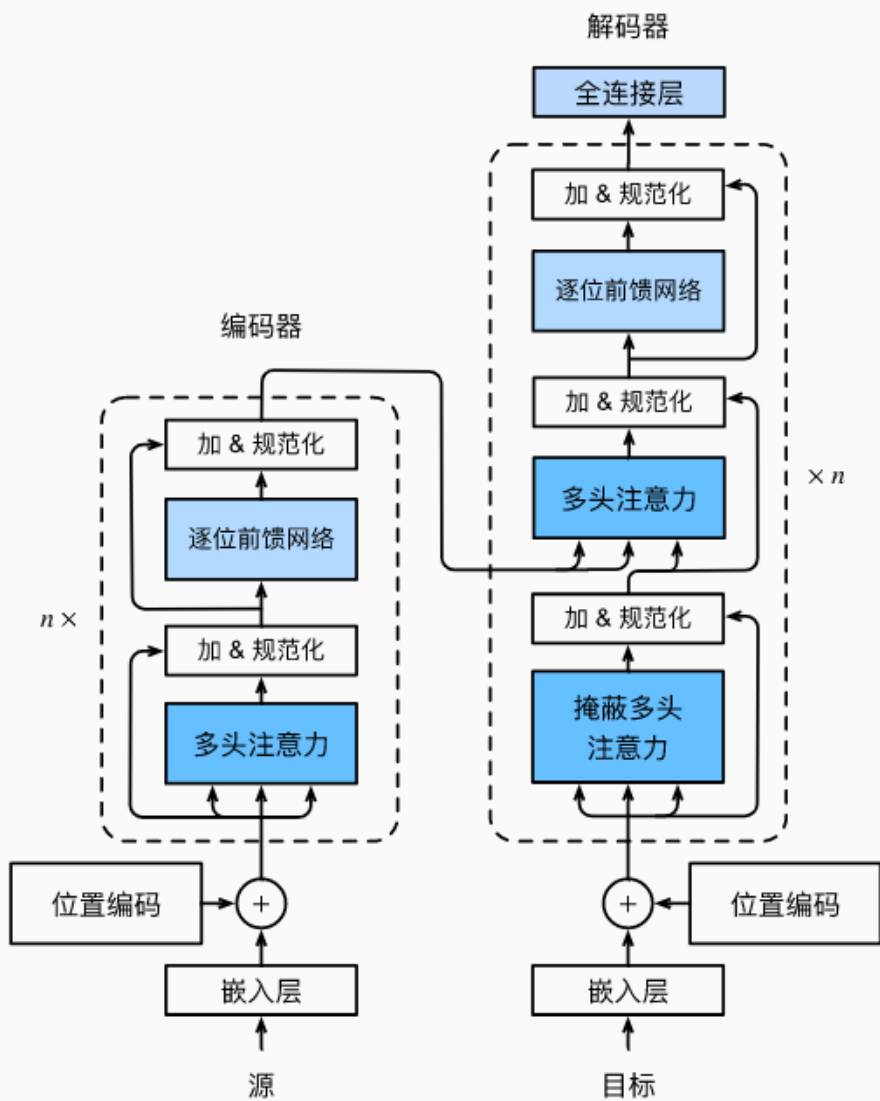 解码器
全连接层
加 & 规范化
逐位前馈网络
加 & 规范化
多头注意力
× n
加 & 规范化
掩蔽多头
注意力
+
位置编码
嵌入层
目标
编码器
加 & 规范化
逐位前馈网络
n ×
加 & 规范化
多头注意力
位置编码
+
嵌入层
源